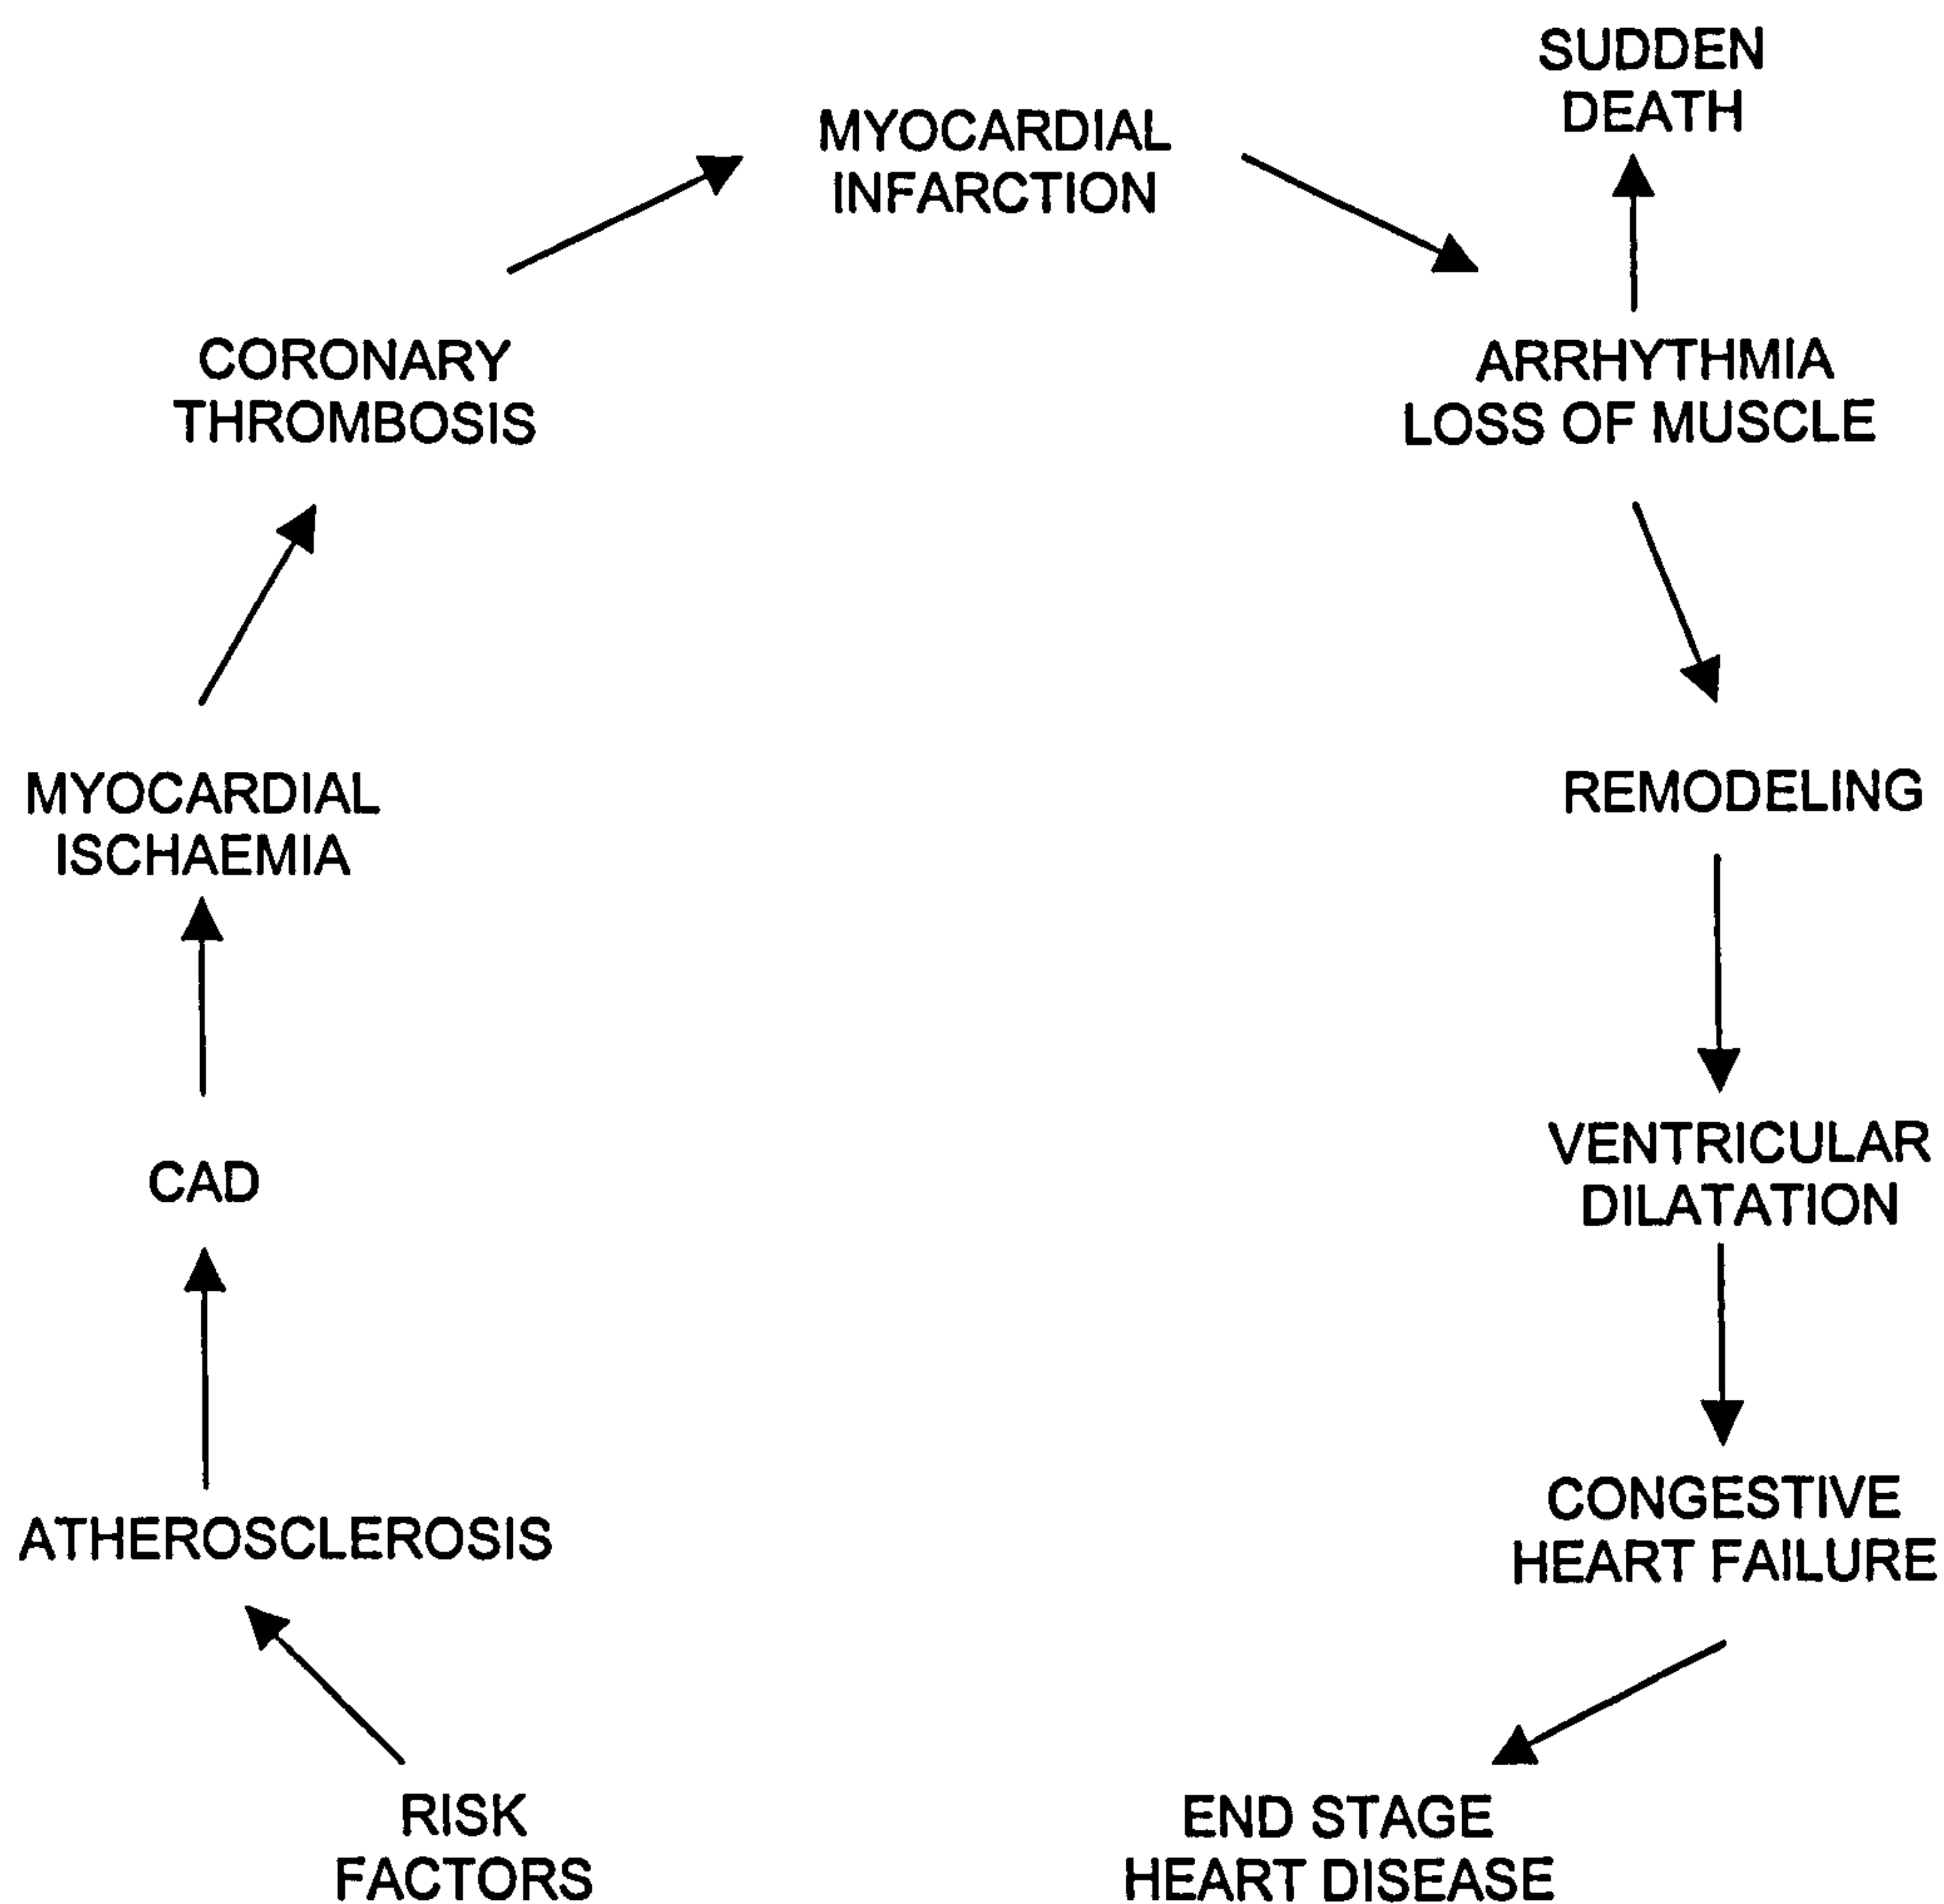 SUDDEN
DEATH
MYOCARDIAL
INFARCTION
CORONARY
THROMBOSIS
ARRHYTHMIA
LOSS OF MUSCLE
MYOCARDIAL
ISCHAEMIA
REMODELING
CAD
VENTRICULAR
DILATATION
ATHEROSCLEROSIS
CONGESTIVE
HEART FAILURE
RISK
FACTORS
END STAGE
HEART DISEASE